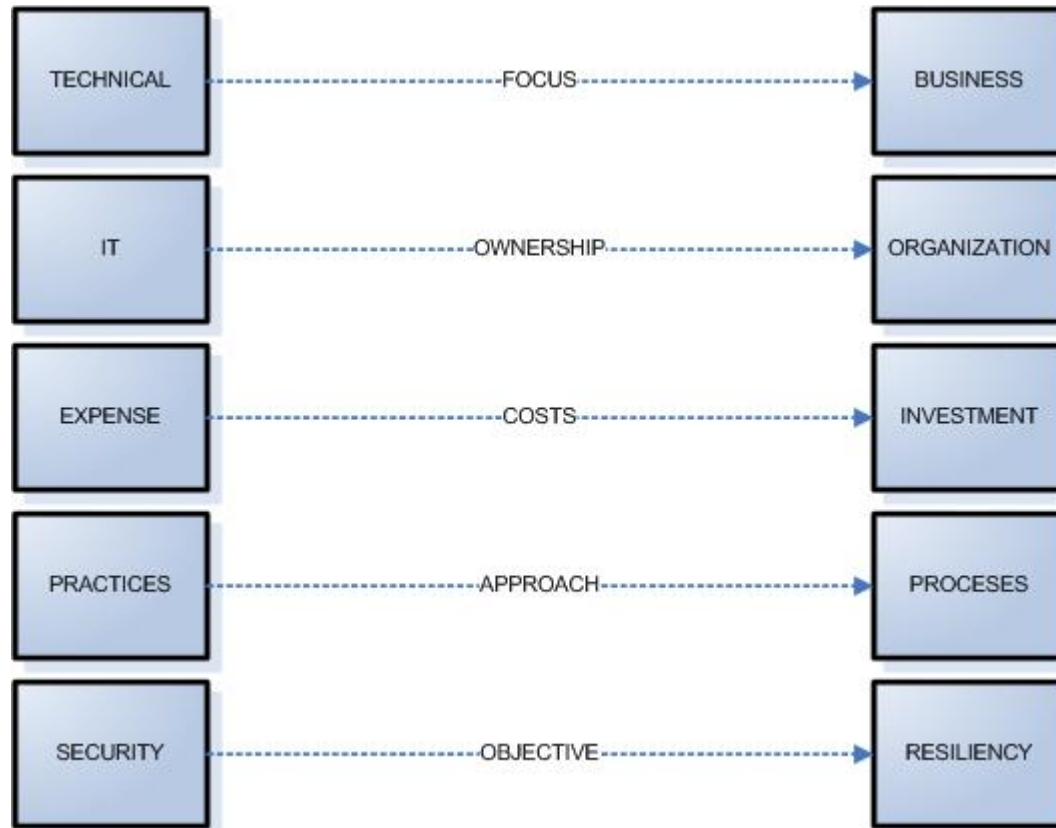 TECHNICAL FOCUS BUSINESS
IT OWNERSHIP ORGANIZATION
EXPENSE COSTS INVESTMENT
PRACTICES APPROACH PROCESES
SECURITY OBJECTIVE RESILIENCY